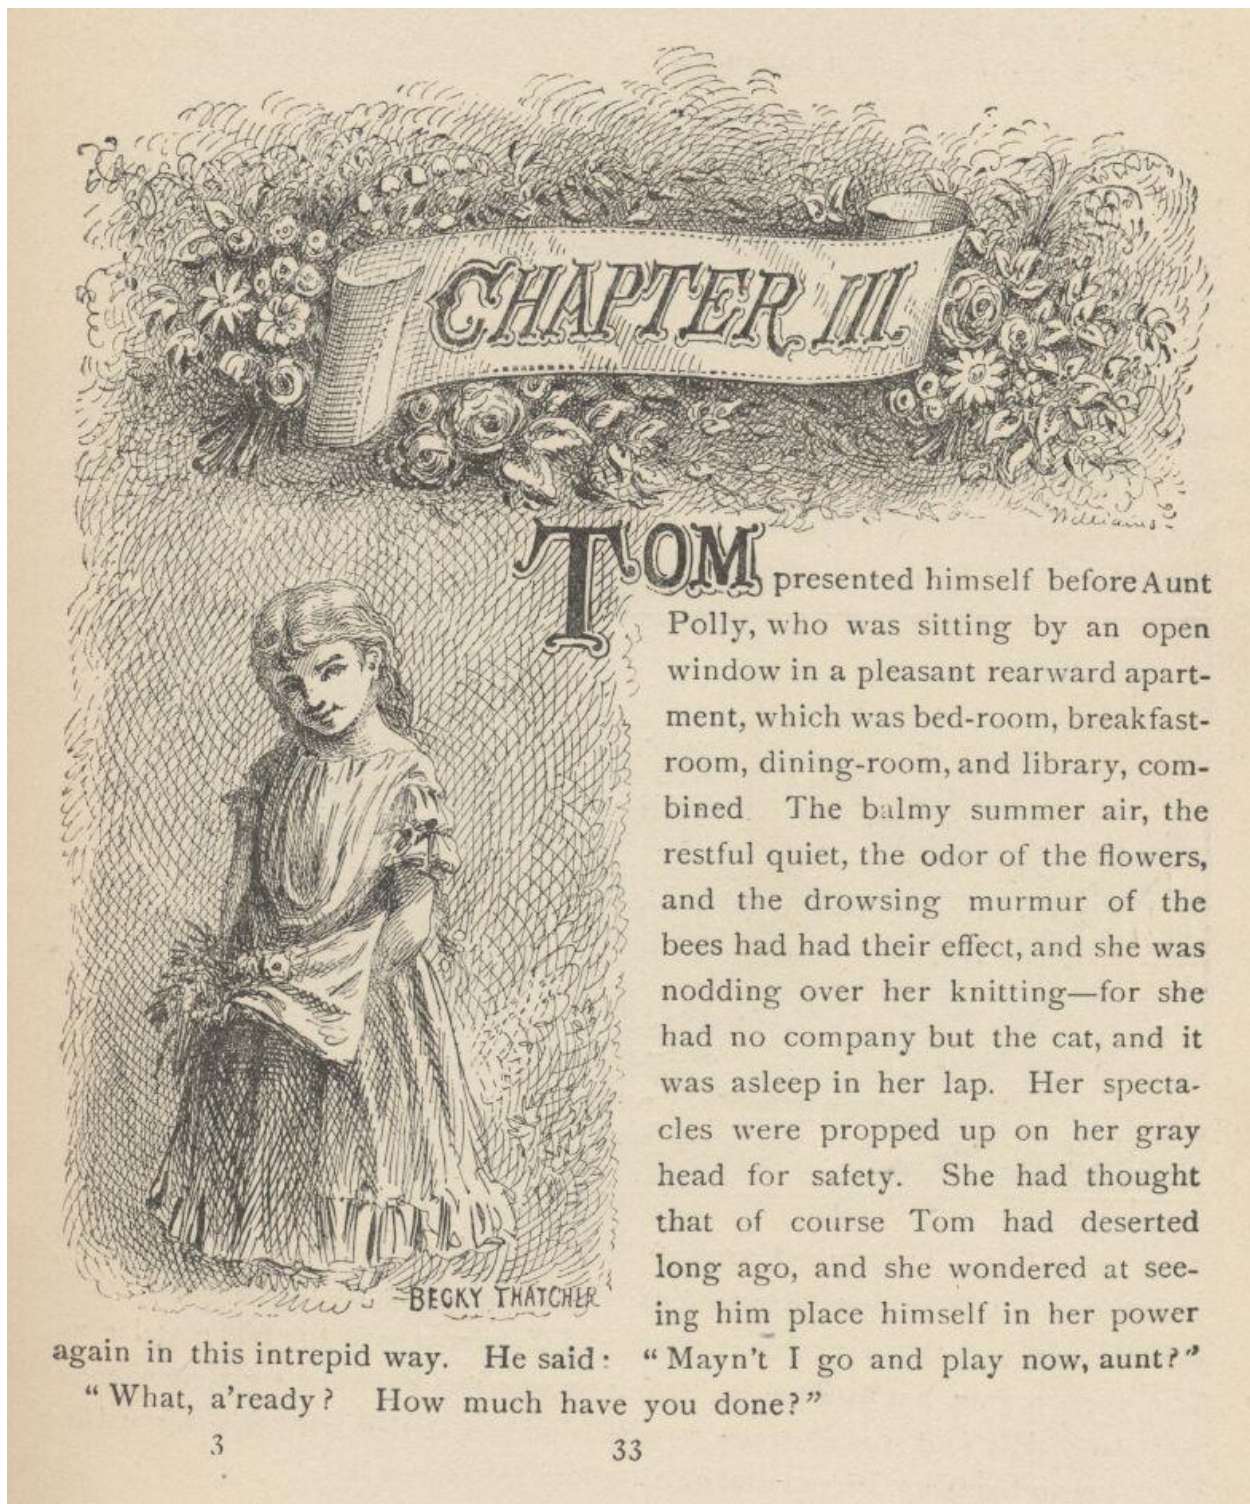 CHAPTER III.
Williams
TOM presented himself before Aunt
Polly, who was sitting by an open
window in a pleasant rearward apart-
ment, which was bed-room, breakfast-
room, dining-room, and library, com-
bined The balmy summer air, the
restful quiet, the odor of the flowers,
and the drowsing murmur of the
bees had had their effect, and she was
nodding over her knitting—for she
had no company but the cat, and it
was asleep in her lap. Her specta-
cles were propped up on her gray
head for safety. She had thought
that of course Tom had deserted
long ago, and she wondered at see-
ing him place himself in her power
BECKY THATCHER
again in this intrepid way. He said: “Mayn't I go and play now, aunt?”
“What, a'ready? How much have you done?”
3 33